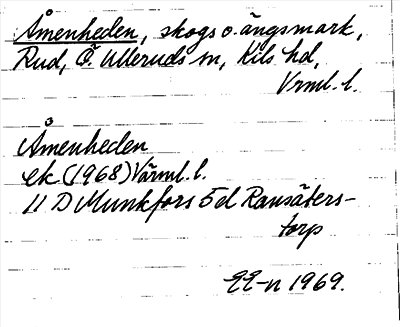 Åmenheden, skogs o. ängsmark,
Rud, Ö Ulleruds sn, Kils hd,
Vrml. l.
Åmenheden
ek (1968) Värml. l.
11 D Munkfors 5d Ransäters-
torp
EE-n 1969.